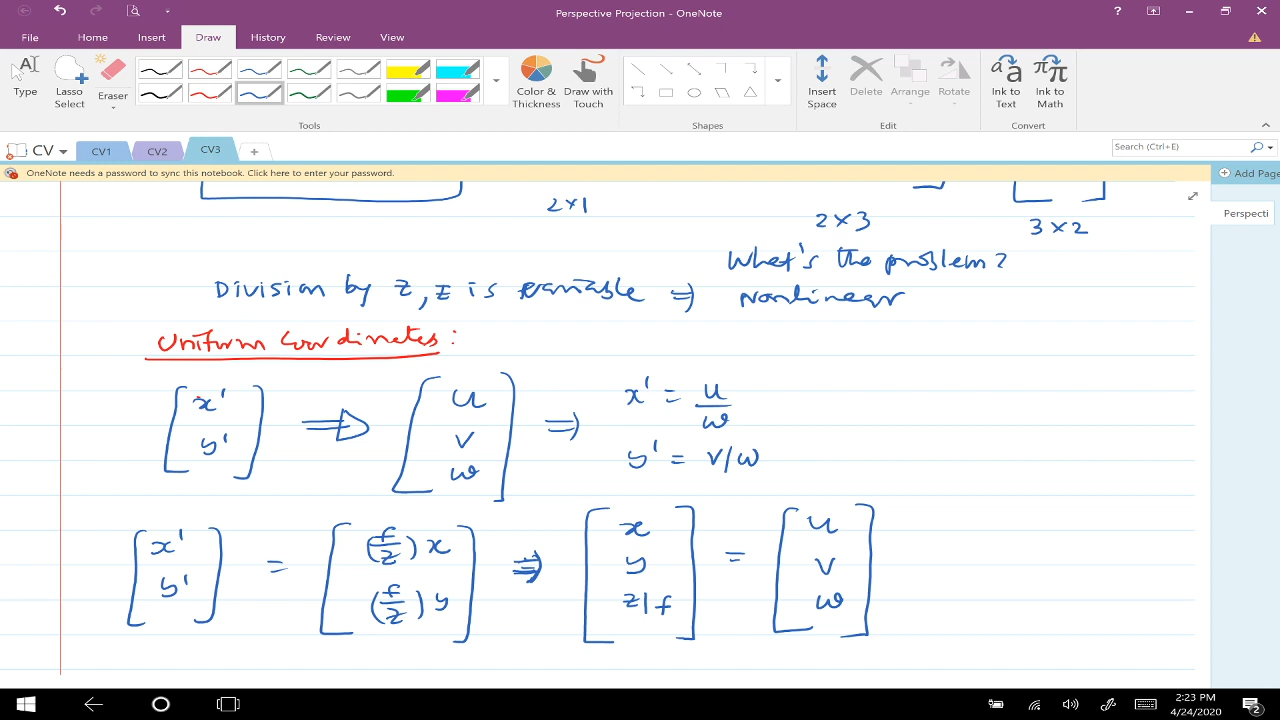 Perspective Projection - OneNote
?
File Home Insert Draw History Review View
Type
Lasso Select
Eraser
Color & Thickness
Draw with Touch
Insert Space
Delete
Arrange
Rotate
Ink to Text
Ink to Math
Tools
Shapes
Edit
Convert
CV CV1 CV2 CV3 +
Search (Ctrl+E)
OneNote needs a password to sync this notebook. Click here to enter your password.
Add Page
Perspecti
2×1
2×3
3×2
What's the problem?
Division by z, z is variable ⇒ nonlinear
Uniform Coordinates:
[x' y'] ⇒ [u v w] ⇒ x' = u/w
y' = v/w
[x' y'] = [(f/z)x (f/z)y] ⇒ [x y z/f] = [u v w]
2:23 PM
4/24/2020
2